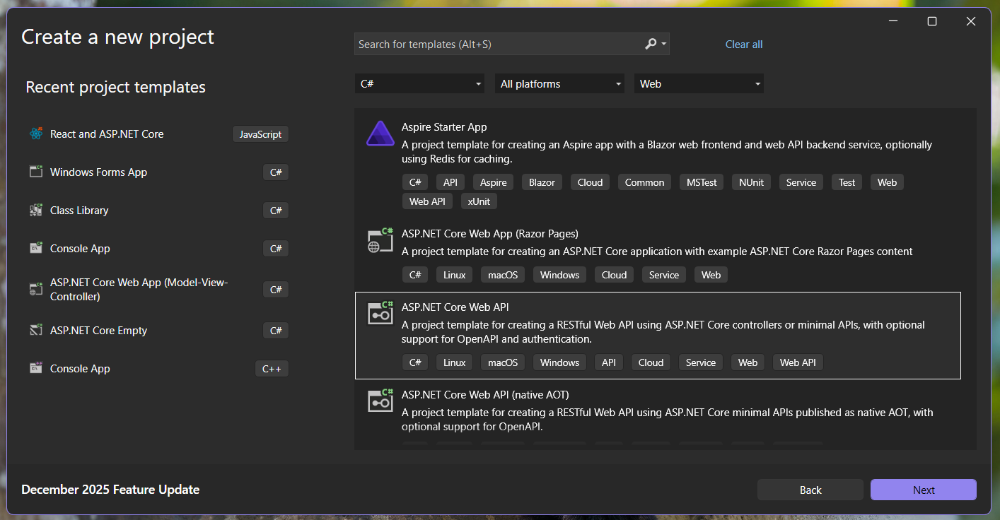 Create a new project
Search for templates (Alt+S)
Clear all
Recent project templates
C#
All platforms
Web
React and ASP.NET Core
JavaScript
Windows Forms App
C#
Class Library
C#
Console App
C#
ASP.NET Core Web App (Model-View-
Controller)
C#
ASP.NET Core Empty
C#
Console App
C++
Aspire Starter App
A project template for creating an Aspire app with a Blazor web frontend and web API backend service, optionally
using Redis for caching.
C# API Aspire Blazor Cloud Common MSTest NUnit Service Test Web
Web API xUnit
ASP.NET Core Web App (Razor Pages)
A project template for creating an ASP.NET Core application with example ASP.NET Core Razor Pages content
C# Linux macOS Windows Cloud Service Web
ASP.NET Core Web API
A project template for creating a RESTful Web API using ASP.NET Core controllers or minimal APIs, with optional
support for OpenAPI and authentication.
C# Linux macOS Windows API Cloud Service Web Web API
ASP.NET Core Web API (native AOT)
A project template for creating a RESTful Web API using ASP.NET Core minimal APIs published as native AOT, with
optional support for OpenAPI.
December 2025 Feature Update
Back
Next